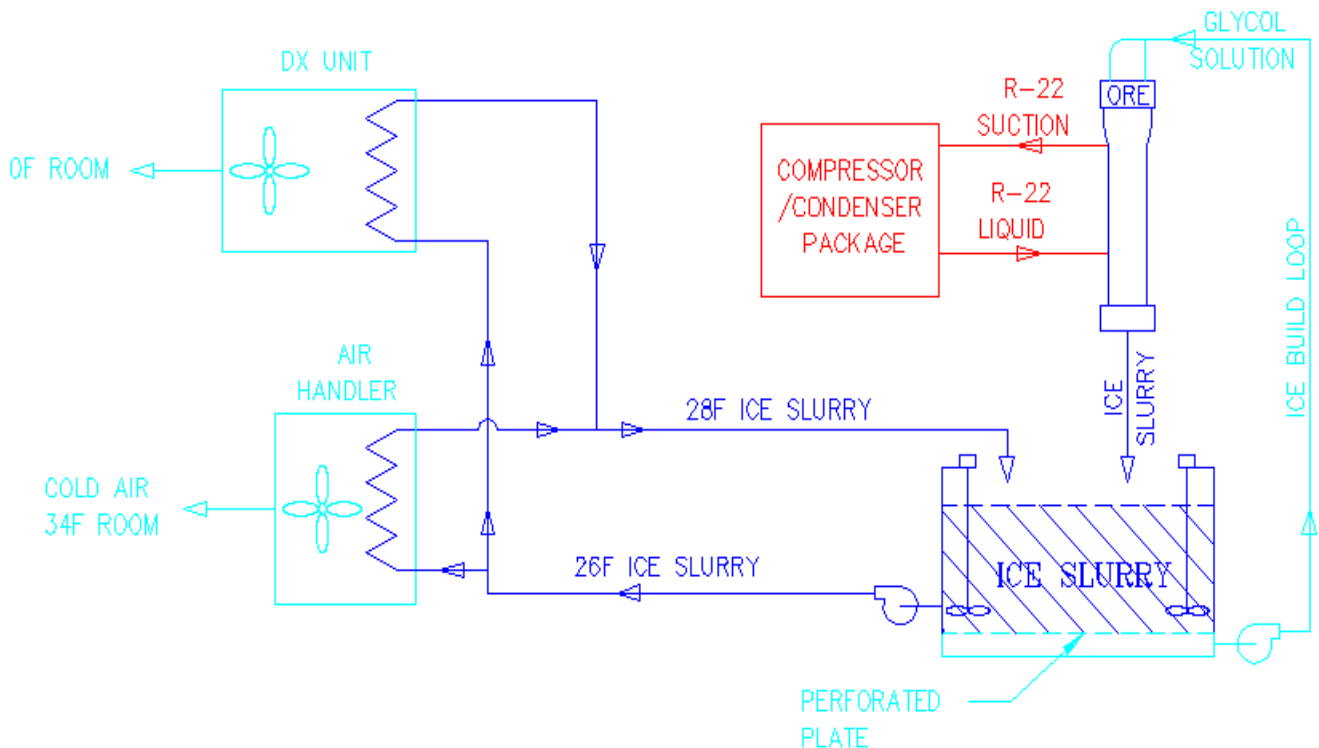 DX UNIT
0F ROOM
AIR
HANDLER
COLD AIR
34F ROOM
28F ICE SLURRY
26F ICE SLURRY
COMPRESSOR
/CONDENSER
PACKAGE
R-22
SUCTION
R-22
LIQUID
ORE
GLYCOL
SOLUTION
ICE BUILD LOOP
ICE
SLURRY
ICE SLURRY
PERFORATED
PLATE